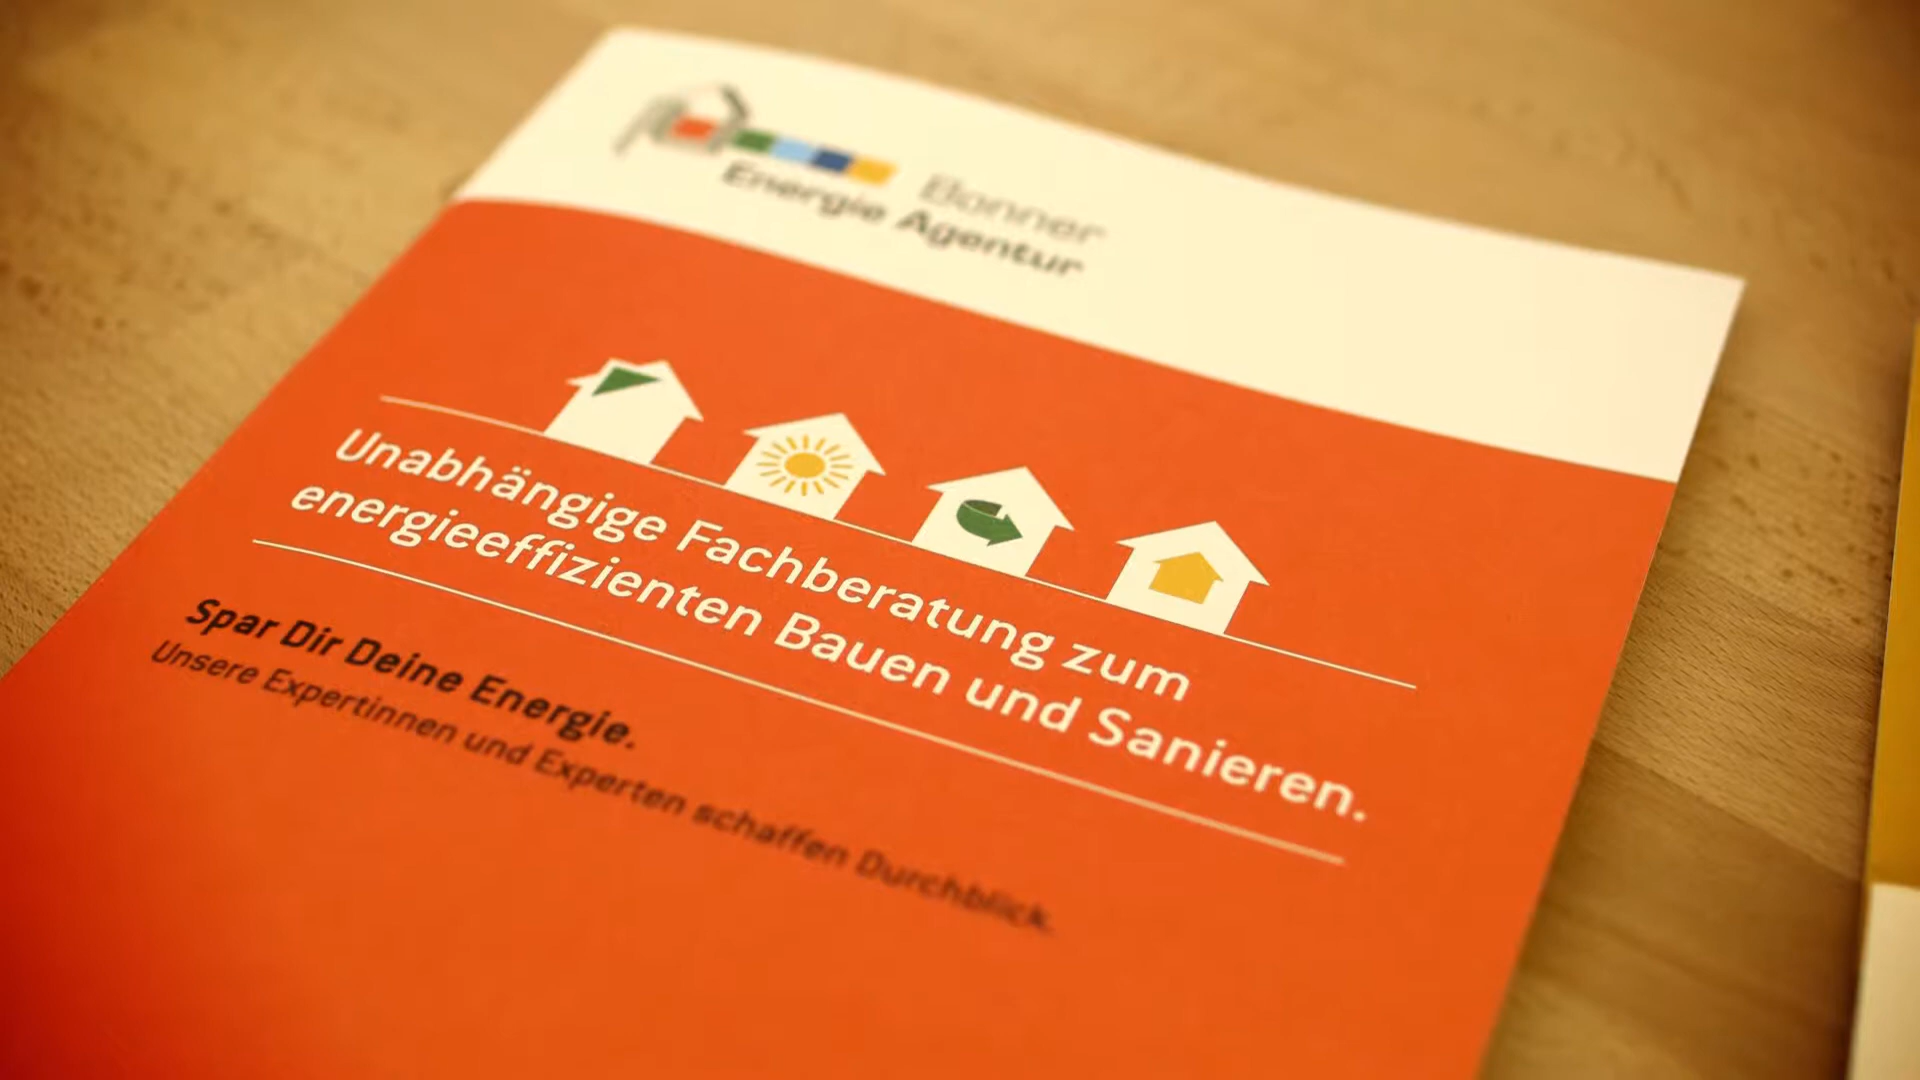 Bonner
Energie Agentur
Unabhängige Fachberatung zum
energieeffizienten Bauen und Sanieren.
Spar Dir Deine Energie.
Unsere Expertinnen und Experten schaffen Durchblick.